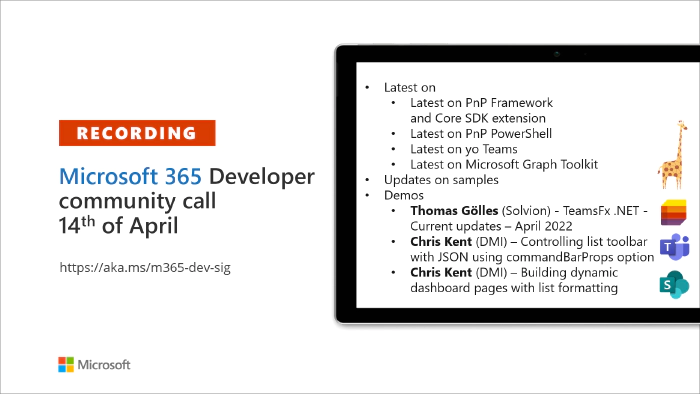 RECORDING
Microsoft 365 Developer
community call
14th of April
https://aka.ms/m365-dev-sig
Microsoft
• Latest on
• Latest on PnP Framework
and Core SDK extension
• Latest on PnP PowerShell
• Latest on yo Teams
• Latest on Microsoft Graph Toolkit
• Updates on samples
• Demos
• Thomas Gölles (Solvion) - TeamsFx .NET -
Current updates – April 2022
• Chris Kent (DMI) – Controlling list toolbar
with JSON using commandBarProps option
• Chris Kent (DMI) – Building dynamic
dashboard pages with list formatting
T
S